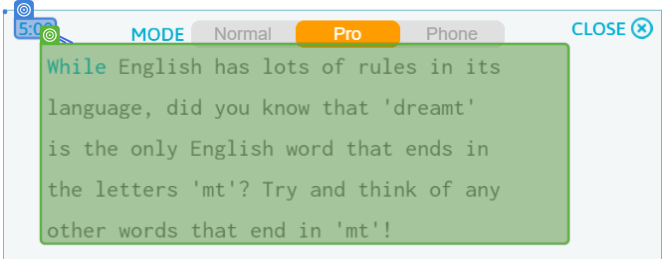 5:00
MODE Normal Pro Phone CLOSE
While English has lots of rules in its
language, did you know that 'dreamt'
is the only English word that ends in
the letters 'mt'? Try and think of any
other words that end in 'mt'!